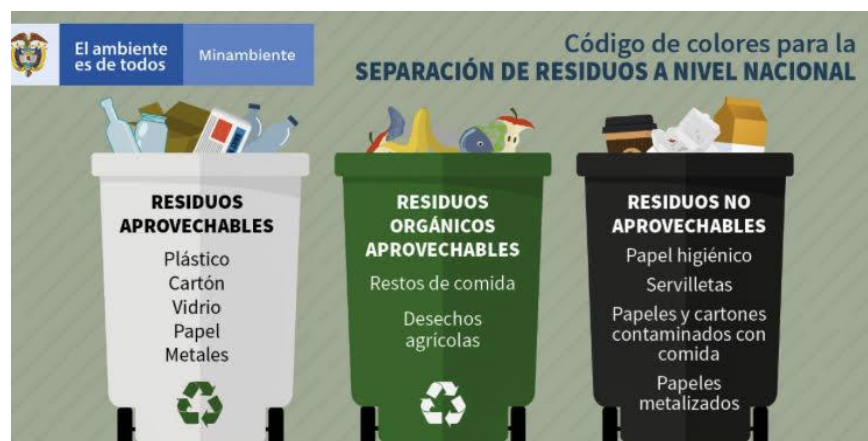 El ambiente
es de todos
Minambiente
Código de colores para la
SEPARACIÓN DE RESIDUOS A NIVEL NACIONAL
RESIDUOS
APROVECHABLES
Plástico
Cartón
Vidrio
Papel
Metales
RESIDUOS
ORGÁNICOS
APROVECHABLES
Restos de comida
Desechos
agrícolas
RESIDUOS NO
APROVECHABLES
Papel higiénico
Servilletas
Papeles y cartones
contaminados con
comida
Papeles
metalizados